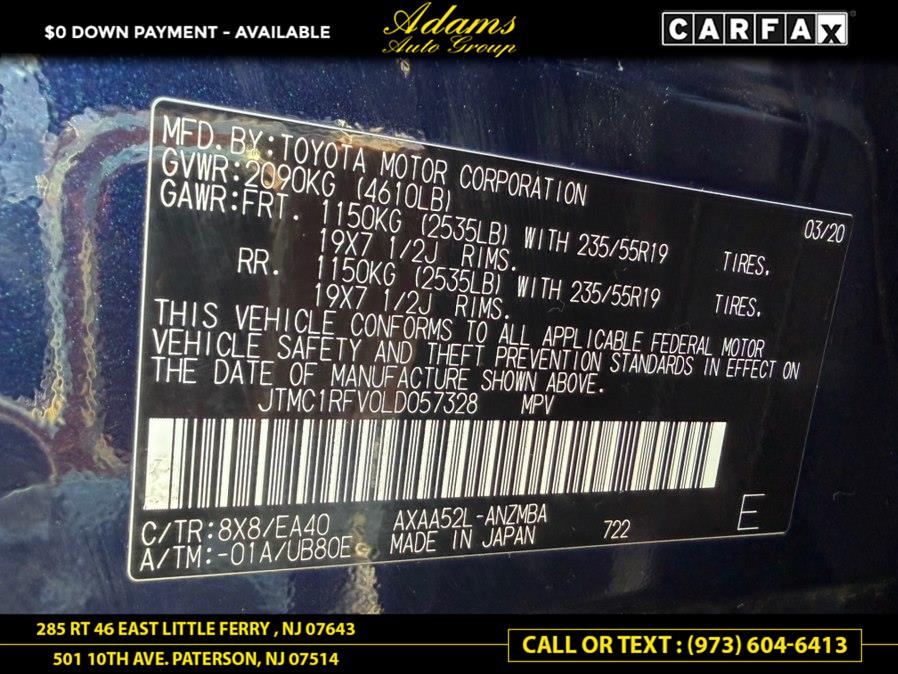 $0 DOWN PAYMENT - AVAILABLE
Adams
Auto Group
CARFAX
MFD. BY: TOYOTA MOTOR CORPORATION
03/20
GVWR: 2090KG (4610LB)
GAWR: FRT. 1150KG (2535LB) WITH 235/55R19 TIRES.
19X7 1/2J RIMS.
RR. 1150KG (2535LB) WITH 235/55R19 TIRES.
19X7 1/2J RIMS.
THIS VEHICLE CONFORMS TO ALL APPLICABLE FEDERAL MOTOR
VEHICLE SAFETY AND THEFT PREVENTION STANDARDS IN EFFECT ON
THE DATE OF MANUFACTURE SHOWN ABOVE.
JTMC1RFV0LD057328 MPV
C/TR: 8X8/EA40 AXAA52L-ANZMBA 722 E
A/TM: -01A/UB80E MADE IN JAPAN
285 RT 46 EAST LITTLE FERRY , NJ 07643
501 10TH AVE. PATERSON, NJ 07514
CALL OR TEXT : (973) 604-6413